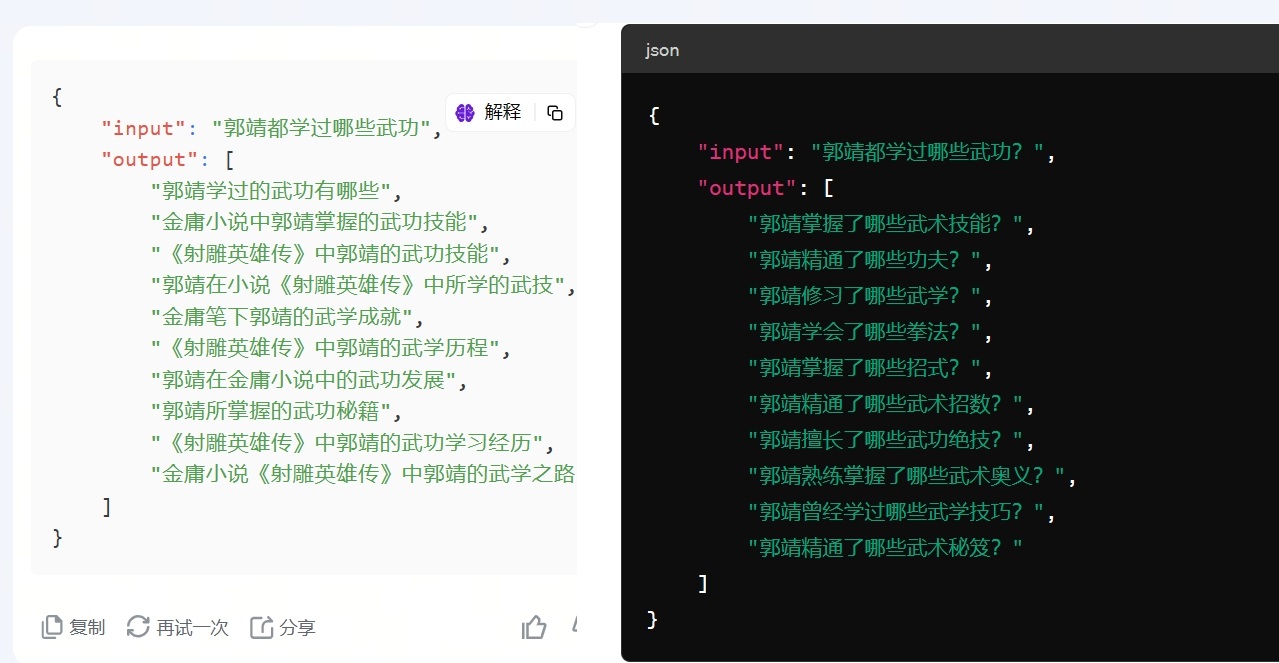 {
"input": "郭靖都学过哪些武功",
解释
"output": [
"郭靖学过的武功有哪些",
"金庸小说中郭靖掌握的武功技能",
"《射雕英雄传》中郭靖的武功技能",
"郭靖在小说《射雕英雄传》中所学的武技",
"金庸笔下郭靖的武学成就",
"《射雕英雄传》中郭靖的武学历程",
"郭靖在金庸小说中的武功发展",
"郭靖所掌握的武功秘籍",
"《射雕英雄传》中郭靖的武功学习经历",
"金庸小说《射雕英雄传》中郭靖的武学之路
]
}
复制 再试一次 分享
json
{
"input": "郭靖都学过哪些武功？",
"output": [
"郭靖掌握了哪些武术技能？",
"郭靖精通了哪些功夫？",
"郭靖修习了哪些武学？",
"郭靖学会了哪些拳法？",
"郭靖掌握了哪些招式？",
"郭靖精通了哪些武术招数？",
"郭靖擅长了哪些武功绝技？",
"郭靖熟练掌握了哪些武术奥义？",
"郭靖曾经学过哪些武学技巧？",
"郭靖精通了哪些武术秘笈？"
]
}